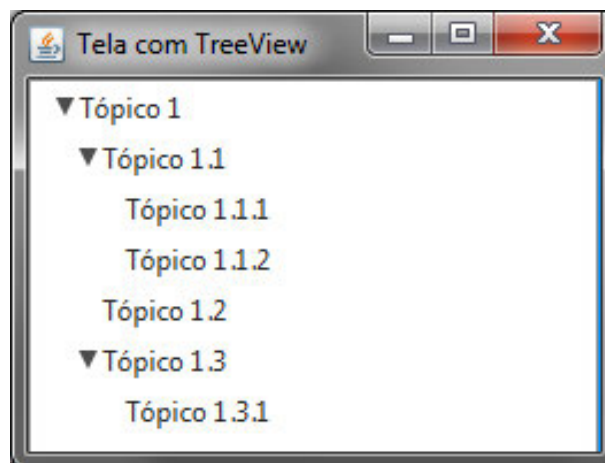 Tela com TreeView
Tópico 1
Tópico 1.1
Tópico 1.1.1
Tópico 1.1.2
Tópico 1.2
Tópico 1.3
Tópico 1.3.1